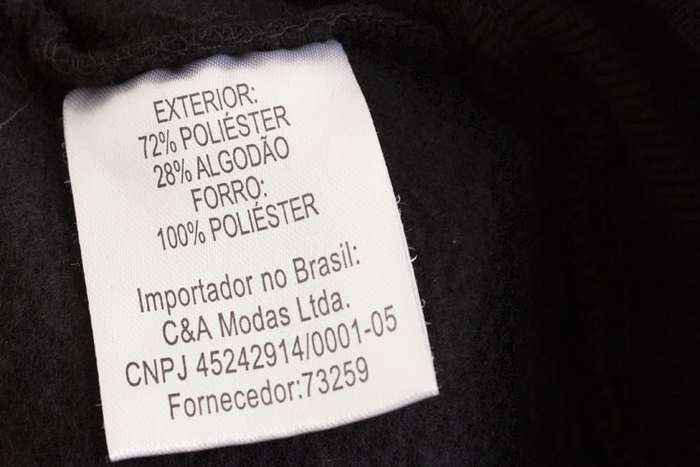 EXTERIOR:
72% POLIÉSTER
28% ALGODÃO
FORRO:
100% POLIÉSTER
Importador no Brasil:
C&A Modas Ltda.
CNPJ 45242914/0001-05
Fornecedor:73259